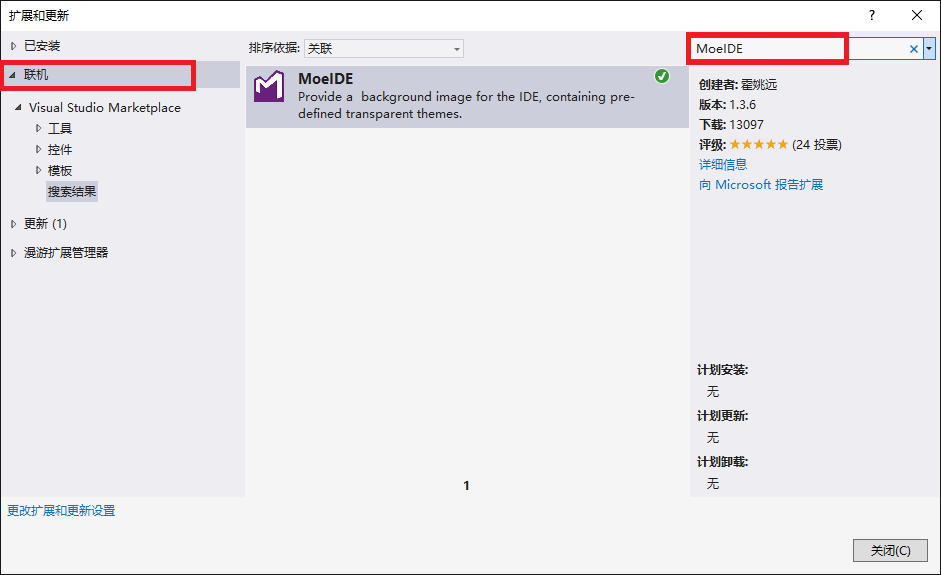 扩展和更新
?
已安装
联机
Visual Studio Marketplace
工具
控件
模板
搜索结果
更新 (1)
漫游扩展管理器
更改扩展和更新设置
排序依据: 关联
MoeIDE
Provide a background image for the IDE, containing pre-
defined transparent themes.
1
MoeIDE
创建者: 霍姚远
版本: 1.3.6
下载: 13097
评级: ★★★★★ (24 投票)
详细信息
向 Microsoft 报告扩展
计划安装:
无
计划更新:
无
计划卸载:
无
关闭(C)